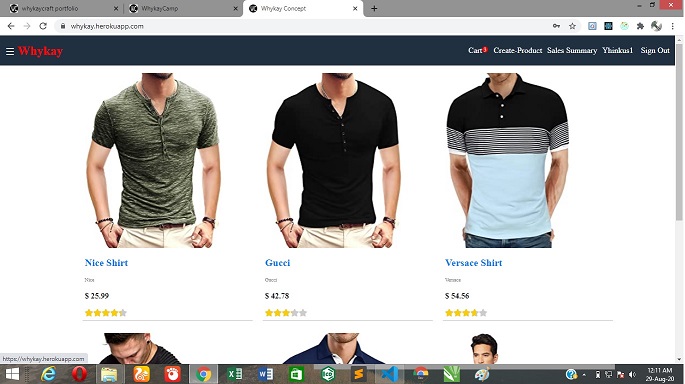 whykaycraft portfolio
WhykayCamp
Whykay Concept
whykay.herokuapp.com
Whykay
Cart 3 Create-Product Sales Summary Yhinkus1 Sign Out
Nice Shirt
Gucci
Versace Shirt
Nice
Gucci
Versace
$ 25.99
$ 42.78
$ 54.56
https://whykay.herokuapp.com
12:11 AM
29-Aug-20